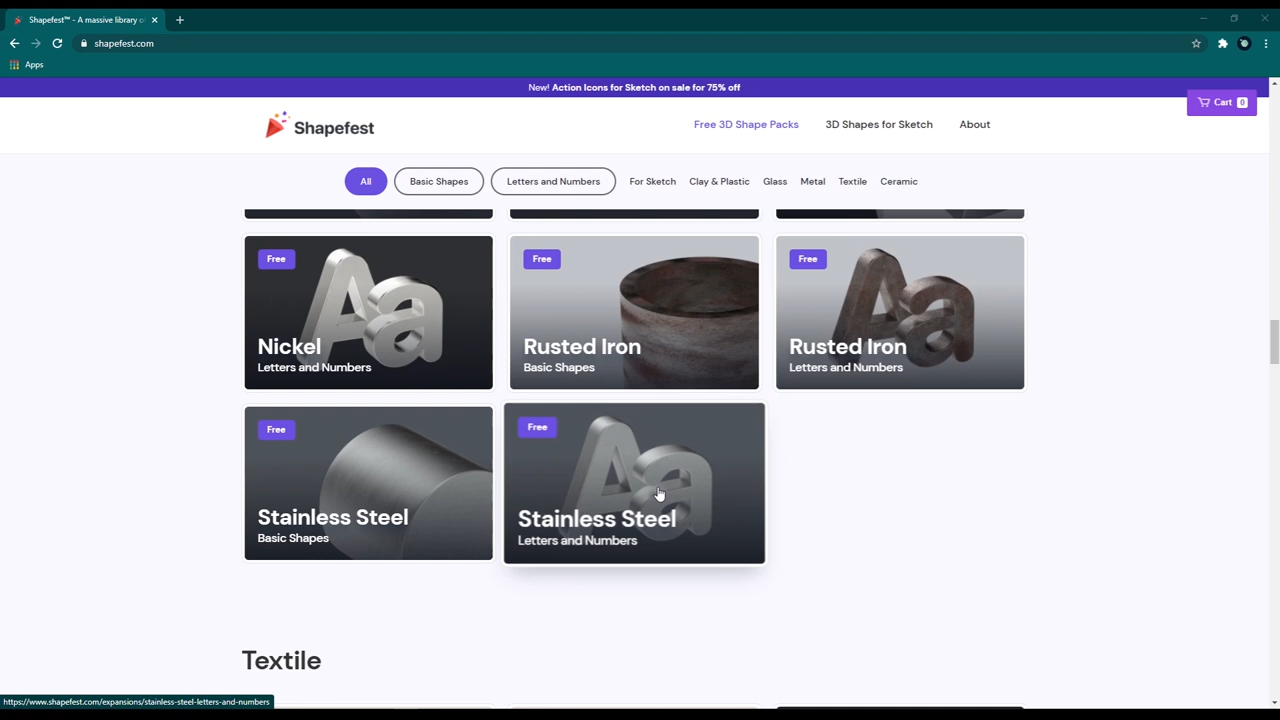 Shapefest™ - A massive library o
shapefest.com
Apps
New! Action Icons for Sketch on sale for 75% off
Cart 0
Shapefest
Free 3D Shape Packs
3D Shapes for Sketch
About
All
Basic Shapes
Letters and Numbers
For Sketch
Clay & Plastic
Glass
Metal
Textile
Ceramic
Free
Aa
Nickel
Letters and Numbers
Free
Rusted Iron
Basic Shapes
Free
Aa
Rusted Iron
Letters and Numbers
Free
Stainless Steel
Basic Shapes
Free
Aa
Stainless Steel
Letters and Numbers
Textile
https://www.shapefest.com/expansions/stainless-steel-letters-and-numbers